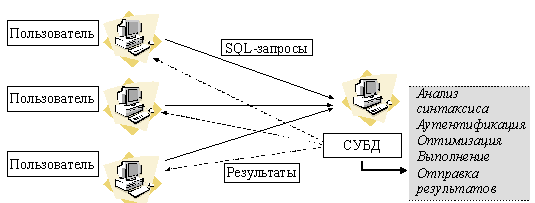 Пользователь
SQL-запросы
Пользователь
СУБД
Пользователь
Результаты
Анализ
синтаксиса
Аутентификация
Оптимизация
Выполнение
Отправка
результатов